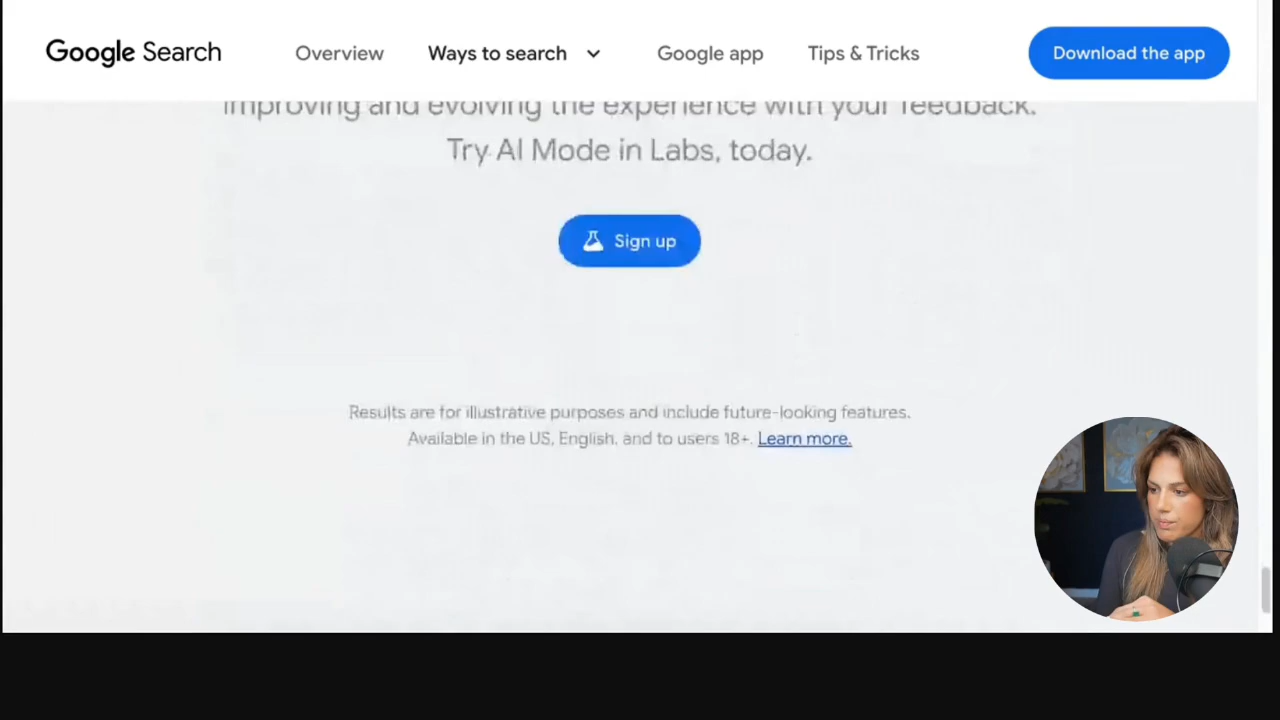 Google Search
Overview
Ways to search
Google app
Tips & Tricks
Download the app
improving and evolving the experience with your feedback.
Try AI Mode in Labs, today.
Sign up
Results are for illustrative purposes and include future-looking features.
Available in the US, English, and to users 18+. Learn more.